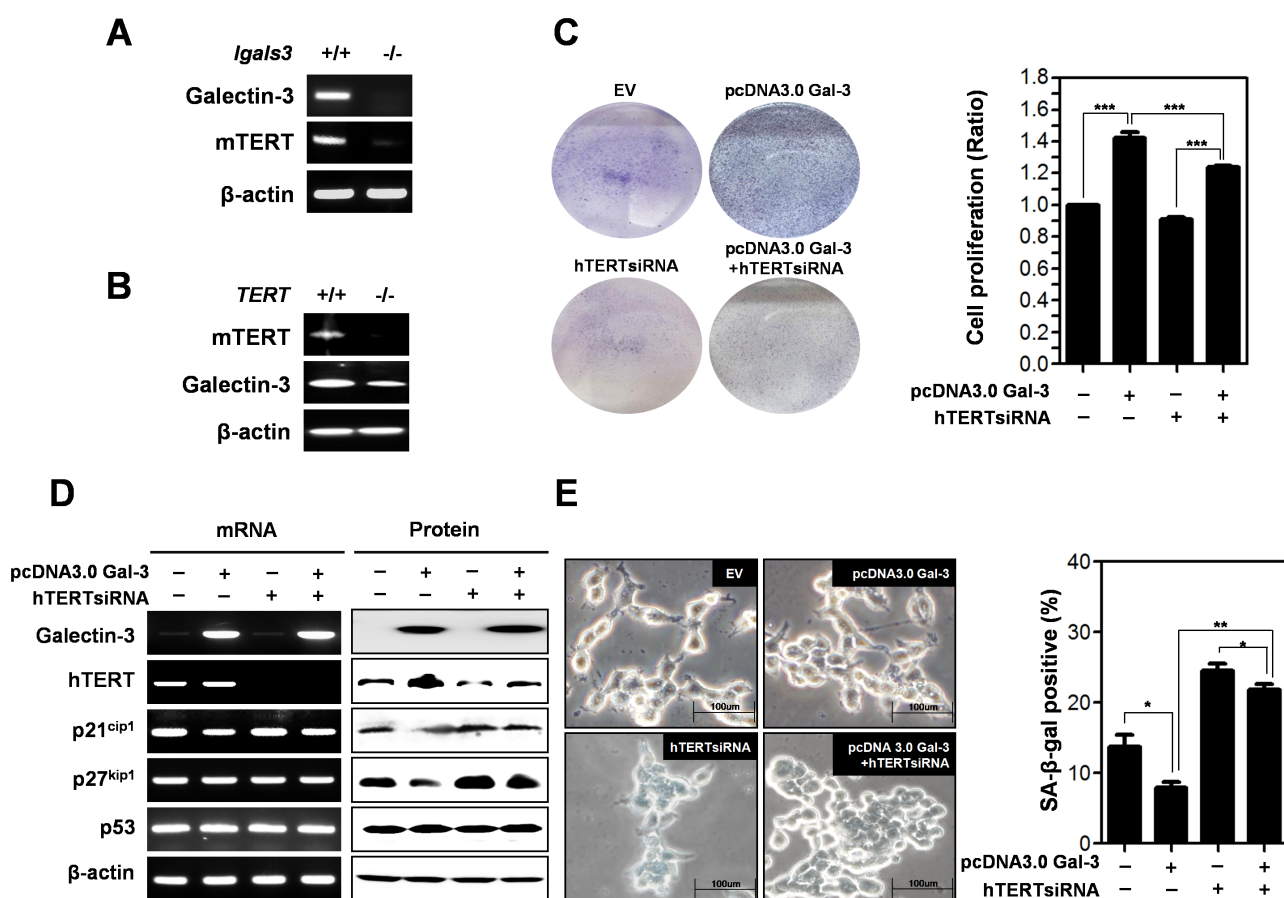 A
Igals3 +/+ -/-
Galectin-3
mTERT
β-actin
B
TERT +/+ -/-
mTERT
Galectin-3
β-actin
C
EV pcDNA3.0 Gal-3
hTERTsiRNA pcDNA3.0 Gal-3
+hTERTsiRNA
Cell proliferation (Ratio)
1.8
1.6
1.4
1.2
1.0
0.8
0.6
0.4
0.2
0.0
*** ***
***
pcDNA3.0 Gal-3 – + – +
hTERTsiRNA – – + +
D
mRNA Protein
pcDNA3.0 Gal-3 – + – + – + – +
hTERTsiRNA – – + + – – + +
Galectin-3
hTERT
p21cip1
p27kip1
p53
β-actin
E
EV
100um
pcDNA3.0 Gal-3
100um
hTERTsiRNA
100um
pcDNA 3.0 Gal-3
+hTERTsiRNA
100um
SA-β-gal positive (%)
40
30
20
10
0
**
*
*
pcDNA3.0 Gal-3 – + – +
hTERTsiRNA – – + +